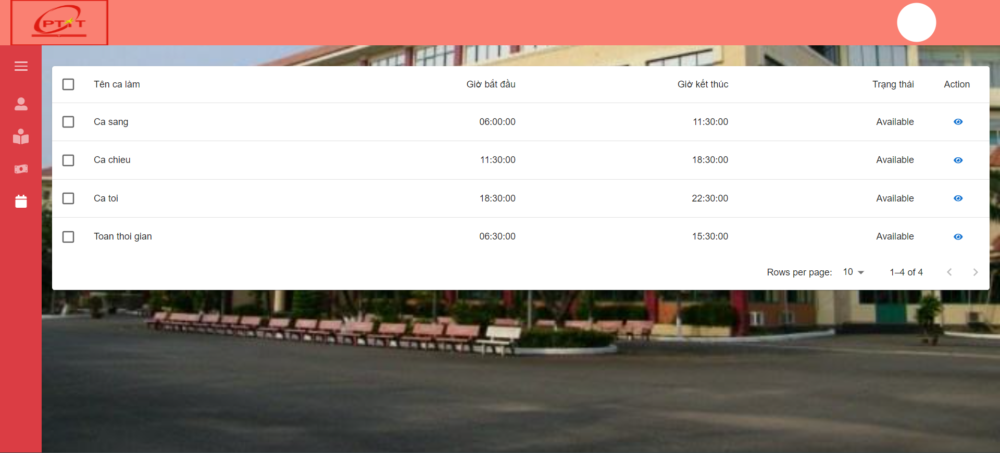 PTIT
Tên ca làm Giờ bắt đầu Giờ kết thúc Trạng thái Action
Ca sang 06:00:00 11:30:00 Available
Ca chieu 11:30:00 18:30:00 Available
Ca toi 18:30:00 22:30:00 Available
Toan thoi gian 06:30:00 15:30:00 Available
Rows per page: 10 1–4 of 4